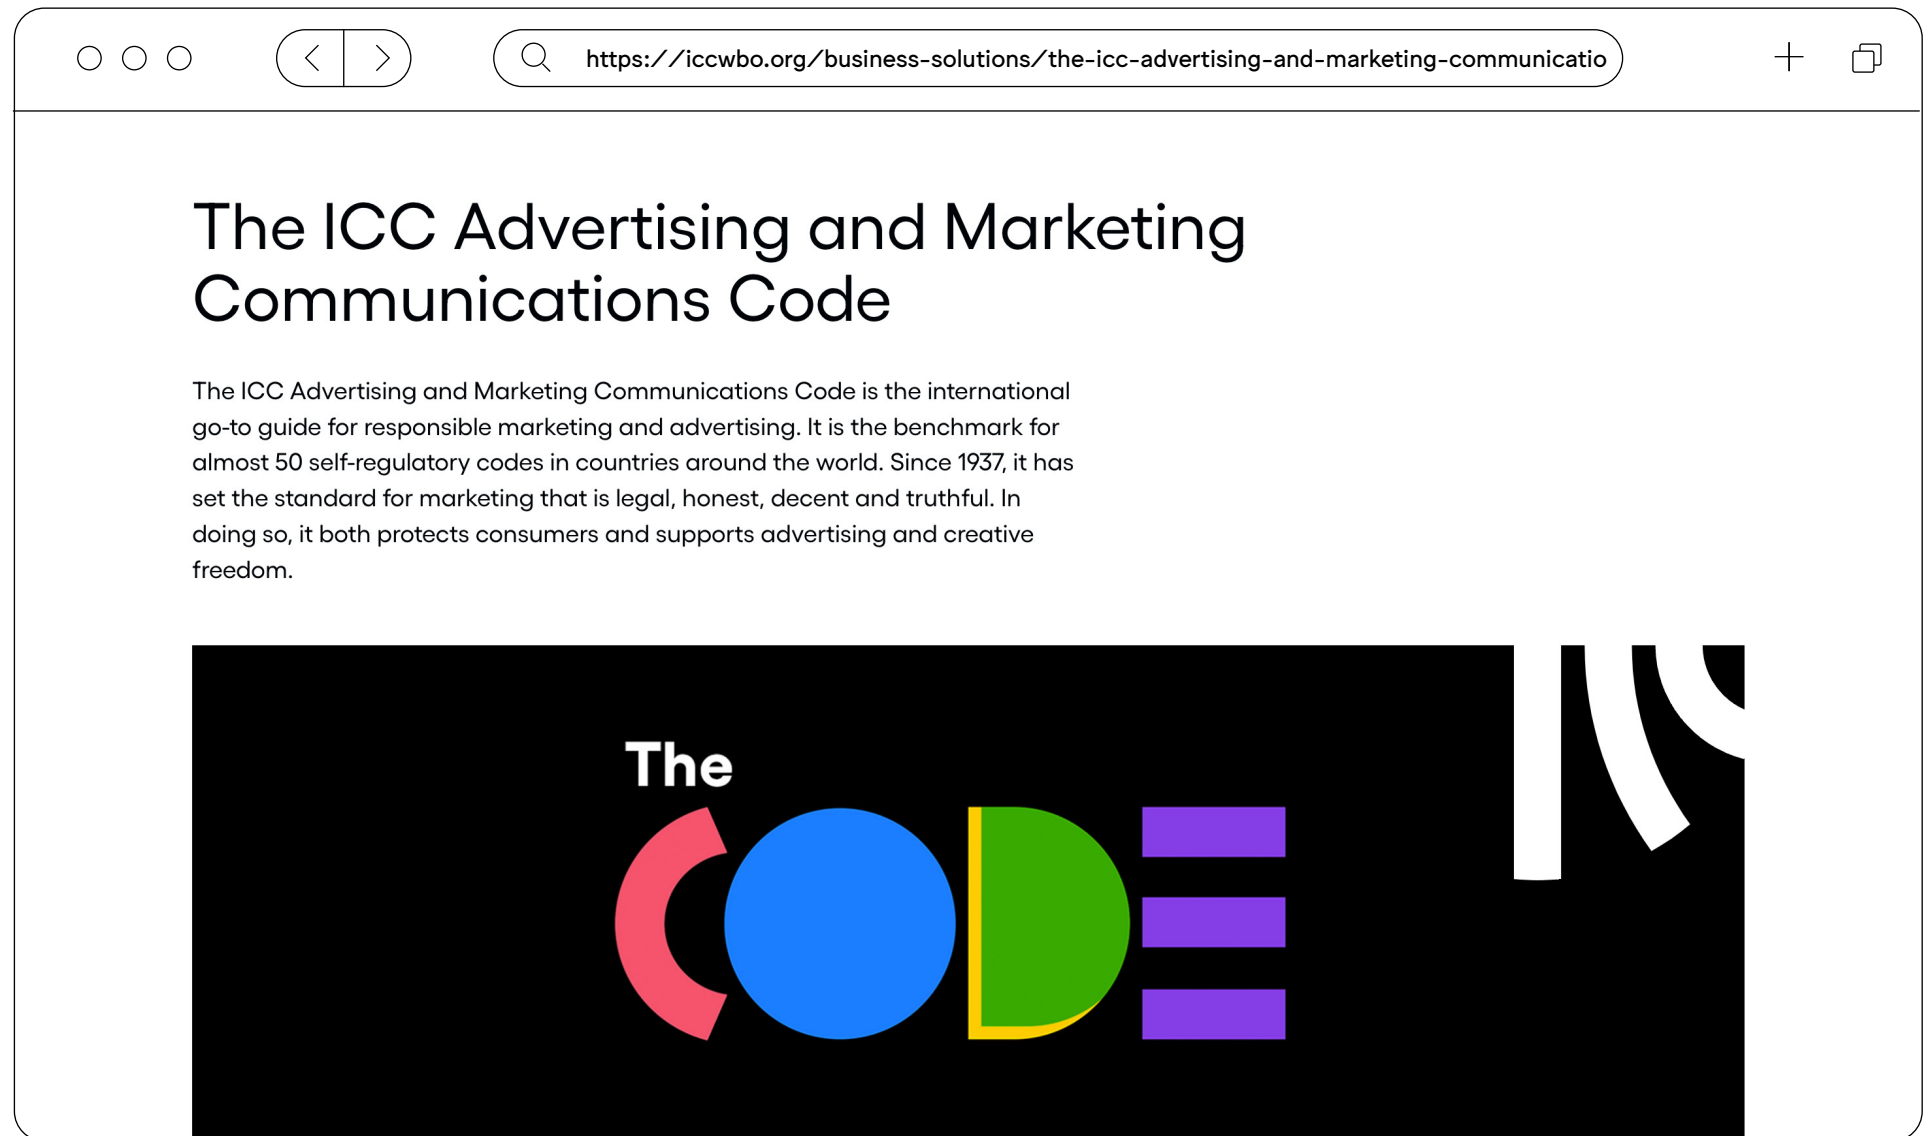 https://iccwbo.org/business-solutions/the-icc-advertising-and-marketing-communicatio
The ICC Advertising and Marketing
Communications Code
The ICC Advertising and Marketing Communications Code is the international
go-to guide for responsible marketing and advertising. It is the benchmark for
almost 50 self-regulatory codes in countries around the world. Since 1937, it has
set the standard for marketing that is legal, honest, decent and truthful. In
doing so, it both protects consumers and supports advertising and creative
freedom.
The
CODE